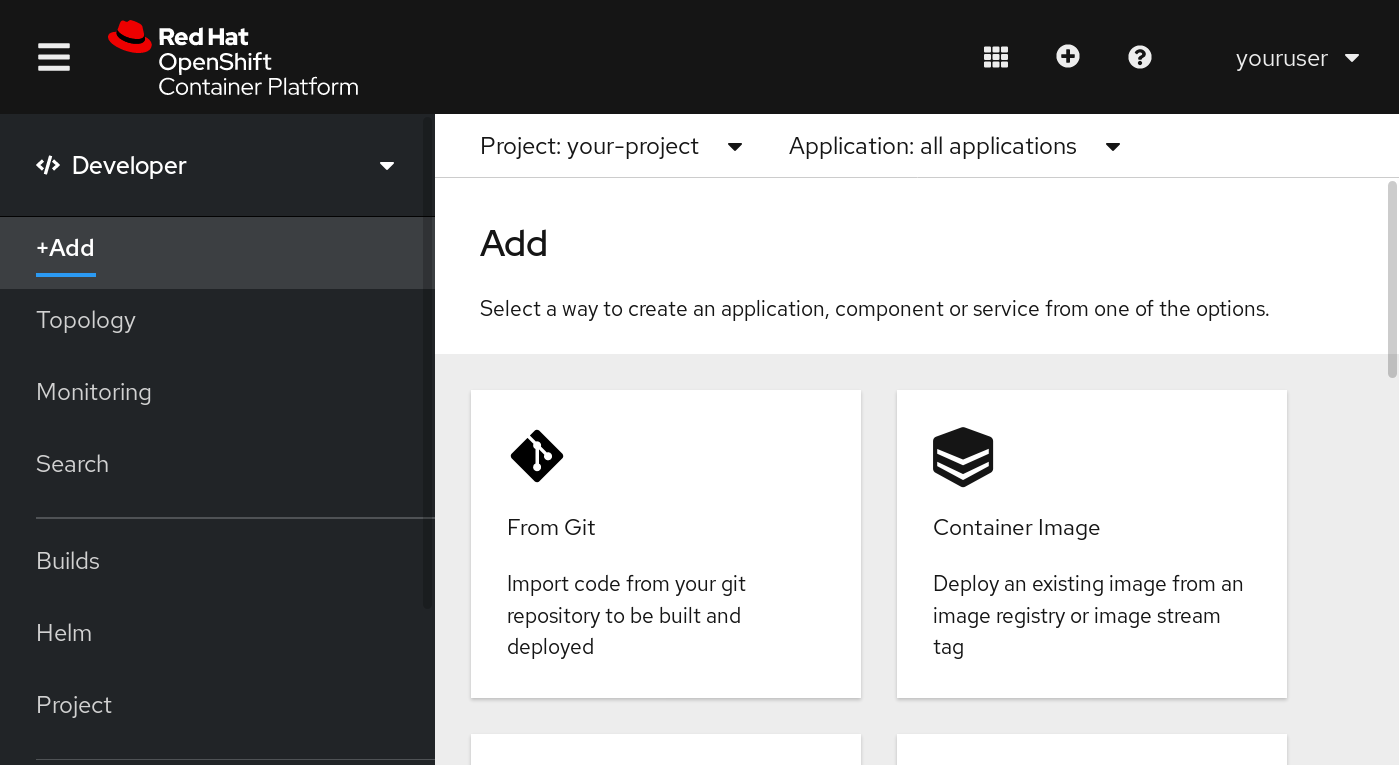 Red Hat
OpenShift
Container Platform
youruser
Developer
+Add
Topology
Monitoring
Search
Builds
Helm
Project
Project: your-project
Application: all applications
Add
Select a way to create an application, component or service from one of the options.
From Git
Import code from your git
repository to be built and
deployed
Container Image
Deploy an existing image from an
image registry or image stream
tag